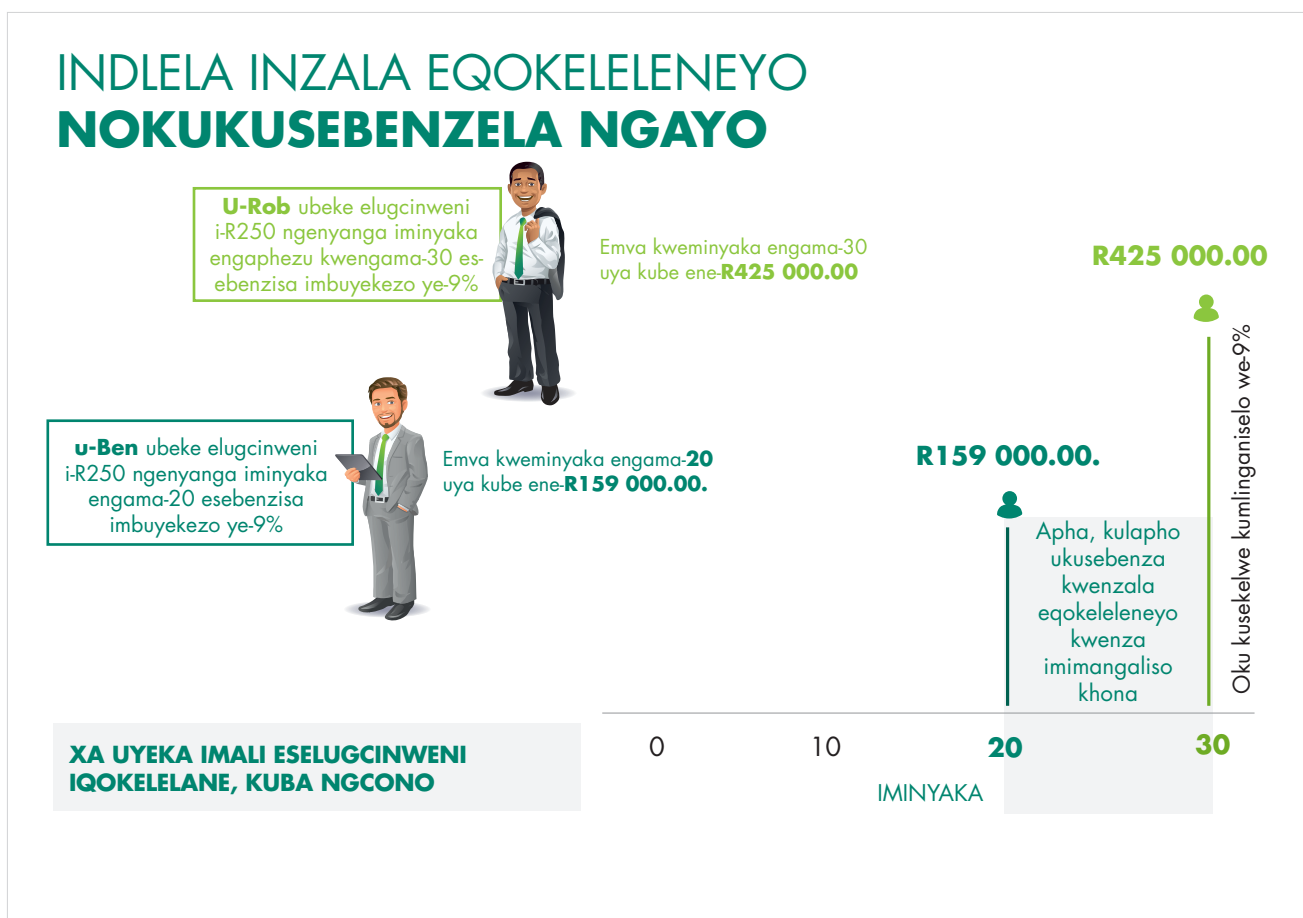 INDLELA INZALA EQOKELELENEYO
NOKUKUSEBENZELA NGAYO
U-Rob ubeke elugcinweni
i-R250 ngenyanga iminyaka
engaphezu kwengama-30 es-
ebenzisa imbuyekezo ye-9%
Emva kweminyaka engama-30
uya kube ene-R425 000.00
R425 000.00
u-Ben ubeke elugcinweni
i-R250 ngenyanga iminyaka
engama-20 esebenzisa
imbuyekezo ye-9%
Emva kweminyaka engama-20
uya kube ene-R159 000.00.
R159 000.00.
Apha, kulapho
ukusebenza
kwenzala
eqokeleleneyo
kwenza
imimangaliso
khona
Oku kusekelwe kumlinganiselo we-9%
0 10 20 30
IMINYAKA
XA UYEKA IMALI ESELUGCINWENI
IQOKELELANE, KUBA NGCONO